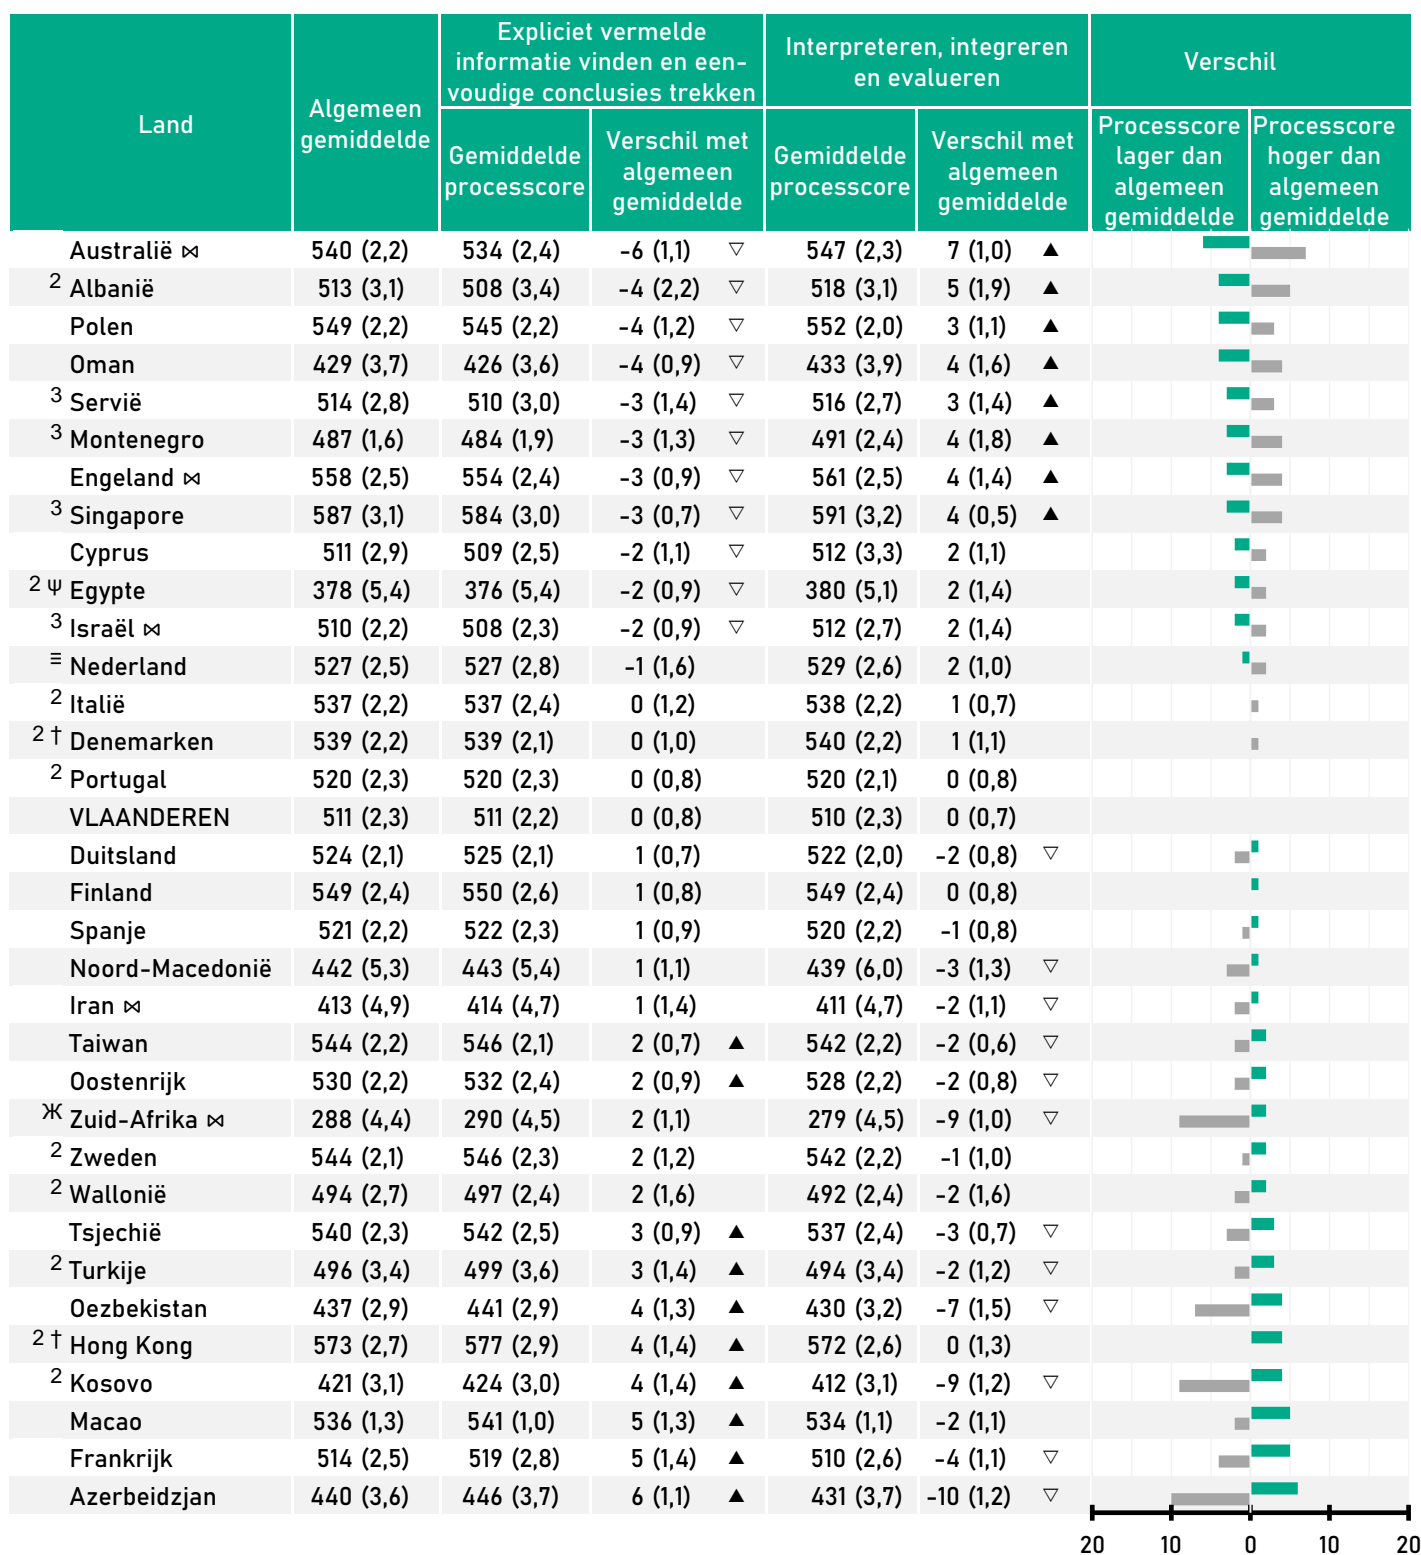 Land
Algemeen
gemiddelde
Expliciet vermelde
informatie vinden en een-
voudige conclusies trekken
Interpreteren, integreren
en evalueren
Verschil
Gemiddelde
processcore
Verschil met
algemeen
gemiddelde
Gemiddelde
processcore
Verschil met
algemeen
gemiddelde
Processcore
lager dan
algemeen
gemiddelde
Processcore
hoger dan
algemeen
gemiddelde
Australië ⋈ 540 (2,2) 534 (2,4) -6 (1,1) ▽ 547 (2,3) 7 (1,0) ▲
2 Albanië 513 (3,1) 508 (3,4) -4 (2,2) ▽ 518 (3,1) 5 (1,9) ▲
Polen 549 (2,2) 545 (2,2) -4 (1,2) ▽ 552 (2,0) 3 (1,1) ▲
Oman 429 (3,7) 426 (3,6) -4 (0,9) ▽ 433 (3,9) 4 (1,6) ▲
3 Servië 514 (2,8) 510 (3,0) -3 (1,4) ▽ 516 (2,7) 3 (1,4) ▲
3 Montenegro 487 (1,6) 484 (1,9) -3 (1,3) ▽ 491 (2,4) 4 (1,8) ▲
Engeland ⋈ 558 (2,5) 554 (2,4) -3 (0,9) ▽ 561 (2,5) 4 (1,4) ▲
3 Singapore 587 (3,1) 584 (3,0) -3 (0,7) ▽ 591 (3,2) 4 (0,5) ▲
Cyprus 511 (2,9) 509 (2,5) -2 (1,1) ▽ 512 (3,3) 2 (1,1)
2 ψ Egypte 378 (5,4) 376 (5,4) -2 (0,9) ▽ 380 (5,1) 2 (1,4)
3 Israël ⋈ 510 (2,2) 508 (2,3) -2 (0,9) ▽ 512 (2,7) 2 (1,4)
≡ Nederland 527 (2,5) 527 (2,8) -1 (1,6) 529 (2,6) 2 (1,0)
2 Italië 537 (2,2) 537 (2,4) 0 (1,2) 538 (2,2) 1 (0,7)
2 † Denemarken 539 (2,2) 539 (2,1) 0 (1,0) 540 (2,2) 1 (1,1)
2 Portugal 520 (2,3) 520 (2,3) 0 (0,8) 520 (2,1) 0 (0,8)
VLAANDEREN 511 (2,3) 511 (2,2) 0 (0,8) 510 (2,3) 0 (0,7)
Duitsland 524 (2,1) 525 (2,1) 1 (0,7) 522 (2,0) -2 (0,8) ▽
Finland 549 (2,4) 550 (2,6) 1 (0,8) 549 (2,4) 0 (0,8)
Spanje 521 (2,2) 522 (2,3) 1 (0,9) 520 (2,2) -1 (0,8)
Noord-Macedonië 442 (5,3) 443 (5,4) 1 (1,1) 439 (6,0) -3 (1,3) ▽
Iran ⋈ 413 (4,9) 414 (4,7) 1 (1,4) 411 (4,7) -2 (1,1) ▽
Taiwan 544 (2,2) 546 (2,1) 2 (0,7) ▲ 542 (2,2) -2 (0,6) ▽
Oostenrijk 530 (2,2) 532 (2,4) 2 (0,9) ▲ 528 (2,2) -2 (0,8) ▽
Ж Zuid-Afrika ⋈ 288 (4,4) 290 (4,5) 2 (1,1) 279 (4,5) -9 (1,0) ▽
2 Zweden 544 (2,1) 546 (2,3) 2 (1,2) 542 (2,2) -1 (1,0)
2 Wallonië 494 (2,7) 497 (2,4) 2 (1,6) 492 (2,4) -2 (1,6)
Tsjechië 540 (2,3) 542 (2,5) 3 (0,9) ▲ 537 (2,4) -3 (0,7) ▽
2 Turkije 496 (3,4) 499 (3,6) 3 (1,4) ▲ 494 (3,4) -2 (1,2) ▽
Oezbekistan 437 (2,9) 441 (2,9) 4 (1,3) ▲ 430 (3,2) -7 (1,5) ▽
2 † Hong Kong 573 (2,7) 577 (2,9) 4 (1,4) ▲ 572 (2,6) 0 (1,3)
2 Kosovo 421 (3,1) 424 (3,0) 4 (1,4) ▲ 412 (3,1) -9 (1,2) ▽
Macao 536 (1,3) 541 (1,0) 5 (1,3) ▲ 534 (1,1) -2 (1,1)
Frankrijk 514 (2,5) 519 (2,8) 5 (1,4) ▲ 510 (2,6) -4 (1,1) ▽
Azerbeidzjan 440 (3,6) 446 (3,7) 6 (1,1) ▲ 431 (3,7) -10 (1,2) ▽
20 10 0 10 20